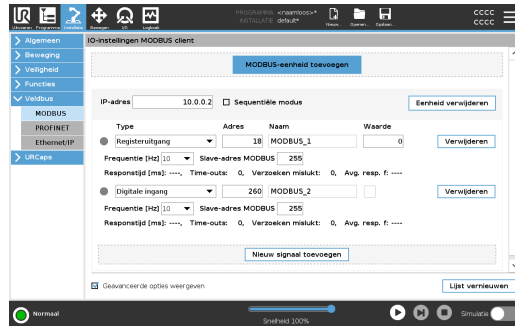 PROGRAMMA <naamloos>*
INSTALLATIE default*
Uitvoeren Programma Installatie Bewegen I/O Logboek
Nieuw... Openen... Opslaan...
cccc
cccc
Algemeen
Beweging
Veiligheid
Functies
Veldbus
MODBUS
PROFINET
Ethernet/IP
URCaps
IO-instellingen MODBUS client
MODBUS-eenheid toevoegen
IP-adres 10.0.0.2 Sequentiële modus Eenheid verwijderen
Type Adres Naam Waarde
Registeruitgang 18 MODBUS_1 0 Verwijderen
Frequentie [Hz] 10 Slave-adres MODBUS 255
Responstijd [ms]: ----, Time-outs: 0, Verzoeken mislukt: 0, Avg. resp. f: ----
Digitale ingang 260 MODBUS_2 Verwijderen
Frequentie [Hz] 10 Slave-adres MODBUS 255
Responstijd [ms]: ----, Time-outs: 0, Verzoeken mislukt: 0, Avg. resp. f: ----
Nieuw signaal toevoegen
Geavanceerde opties weergeven Lijst vernieuwen
Normaal
Snelheid 100%
Simulatie